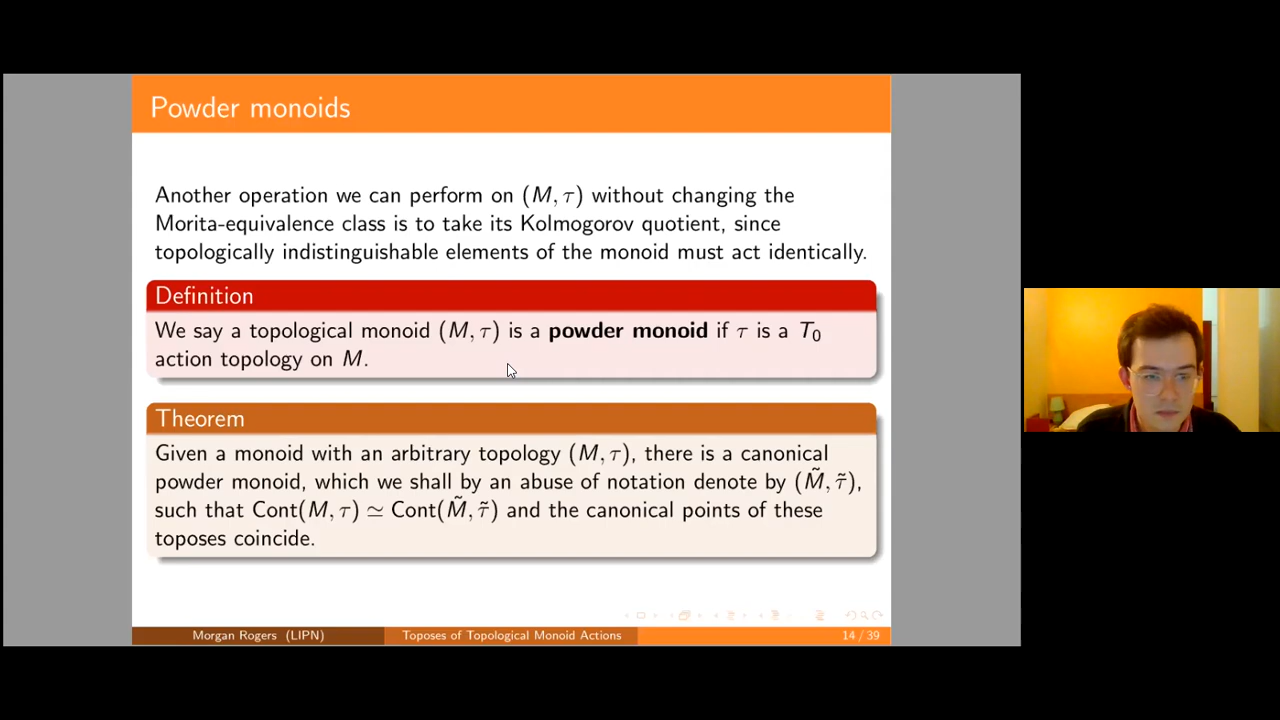 Powder monoids
Another operation we can perform on (M, τ) without changing the
Morita-equivalence class is to take its Kolmogorov quotient, since
topologically indistinguishable elements of the monoid must act identically.
Definition
We say a topological monoid (M, τ) is a powder monoid if τ is a T₀
action topology on M.
Theorem
Given a monoid with an arbitrary topology (M, τ), there is a canonical
powder monoid, which we shall by an abuse of notation denote by (M̃, τ̃),
such that Cont(M, τ) ≃ Cont(M̃, τ̃) and the canonical points of these
toposes coincide.
Morgan Rogers (LIPN) Toposes of Topological Monoid Actions 14 / 39